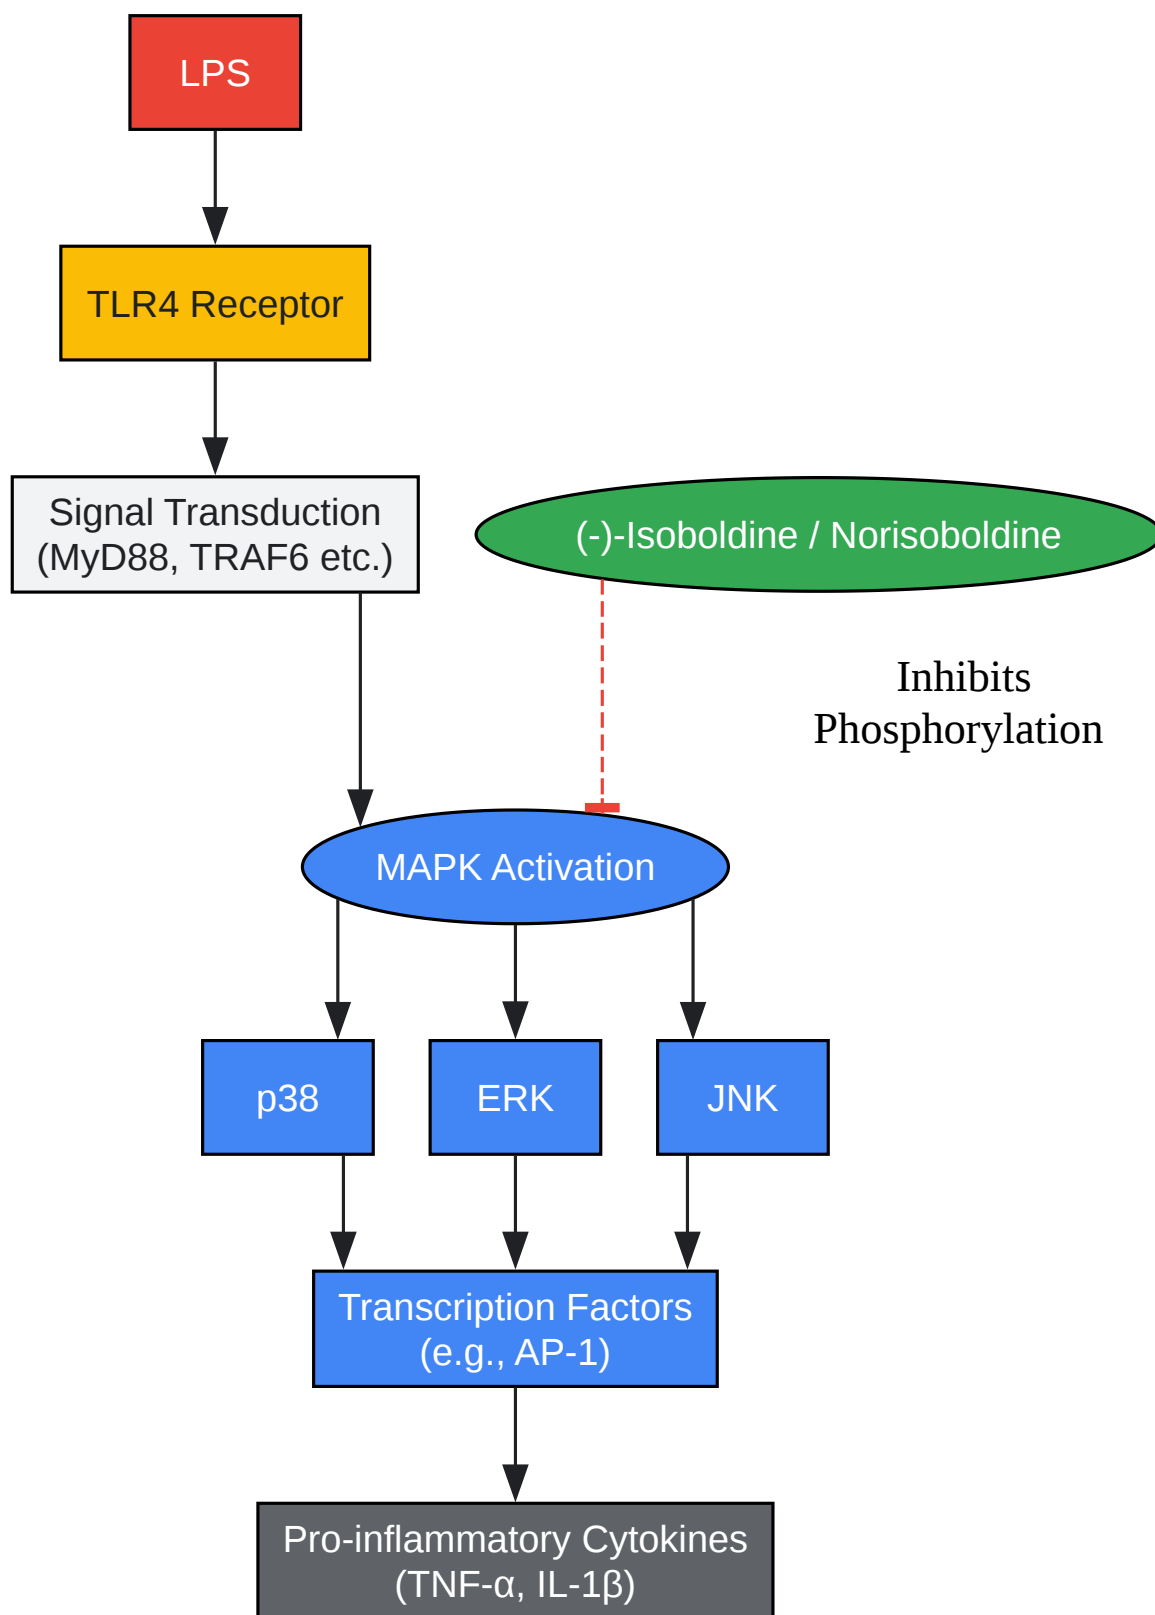 LPS
TLR4 Receptor
Signal Transduction
(MyD88, TRAF6 etc.)
(-)-Isoboldine / Norisoboldine
Inhibits
Phosphorylation
MAPK Activation
p38
ERK
JNK
Transcription Factors
(e.g., AP-1)
Pro-inflammatory Cytokines
(TNF-α, IL-1β)